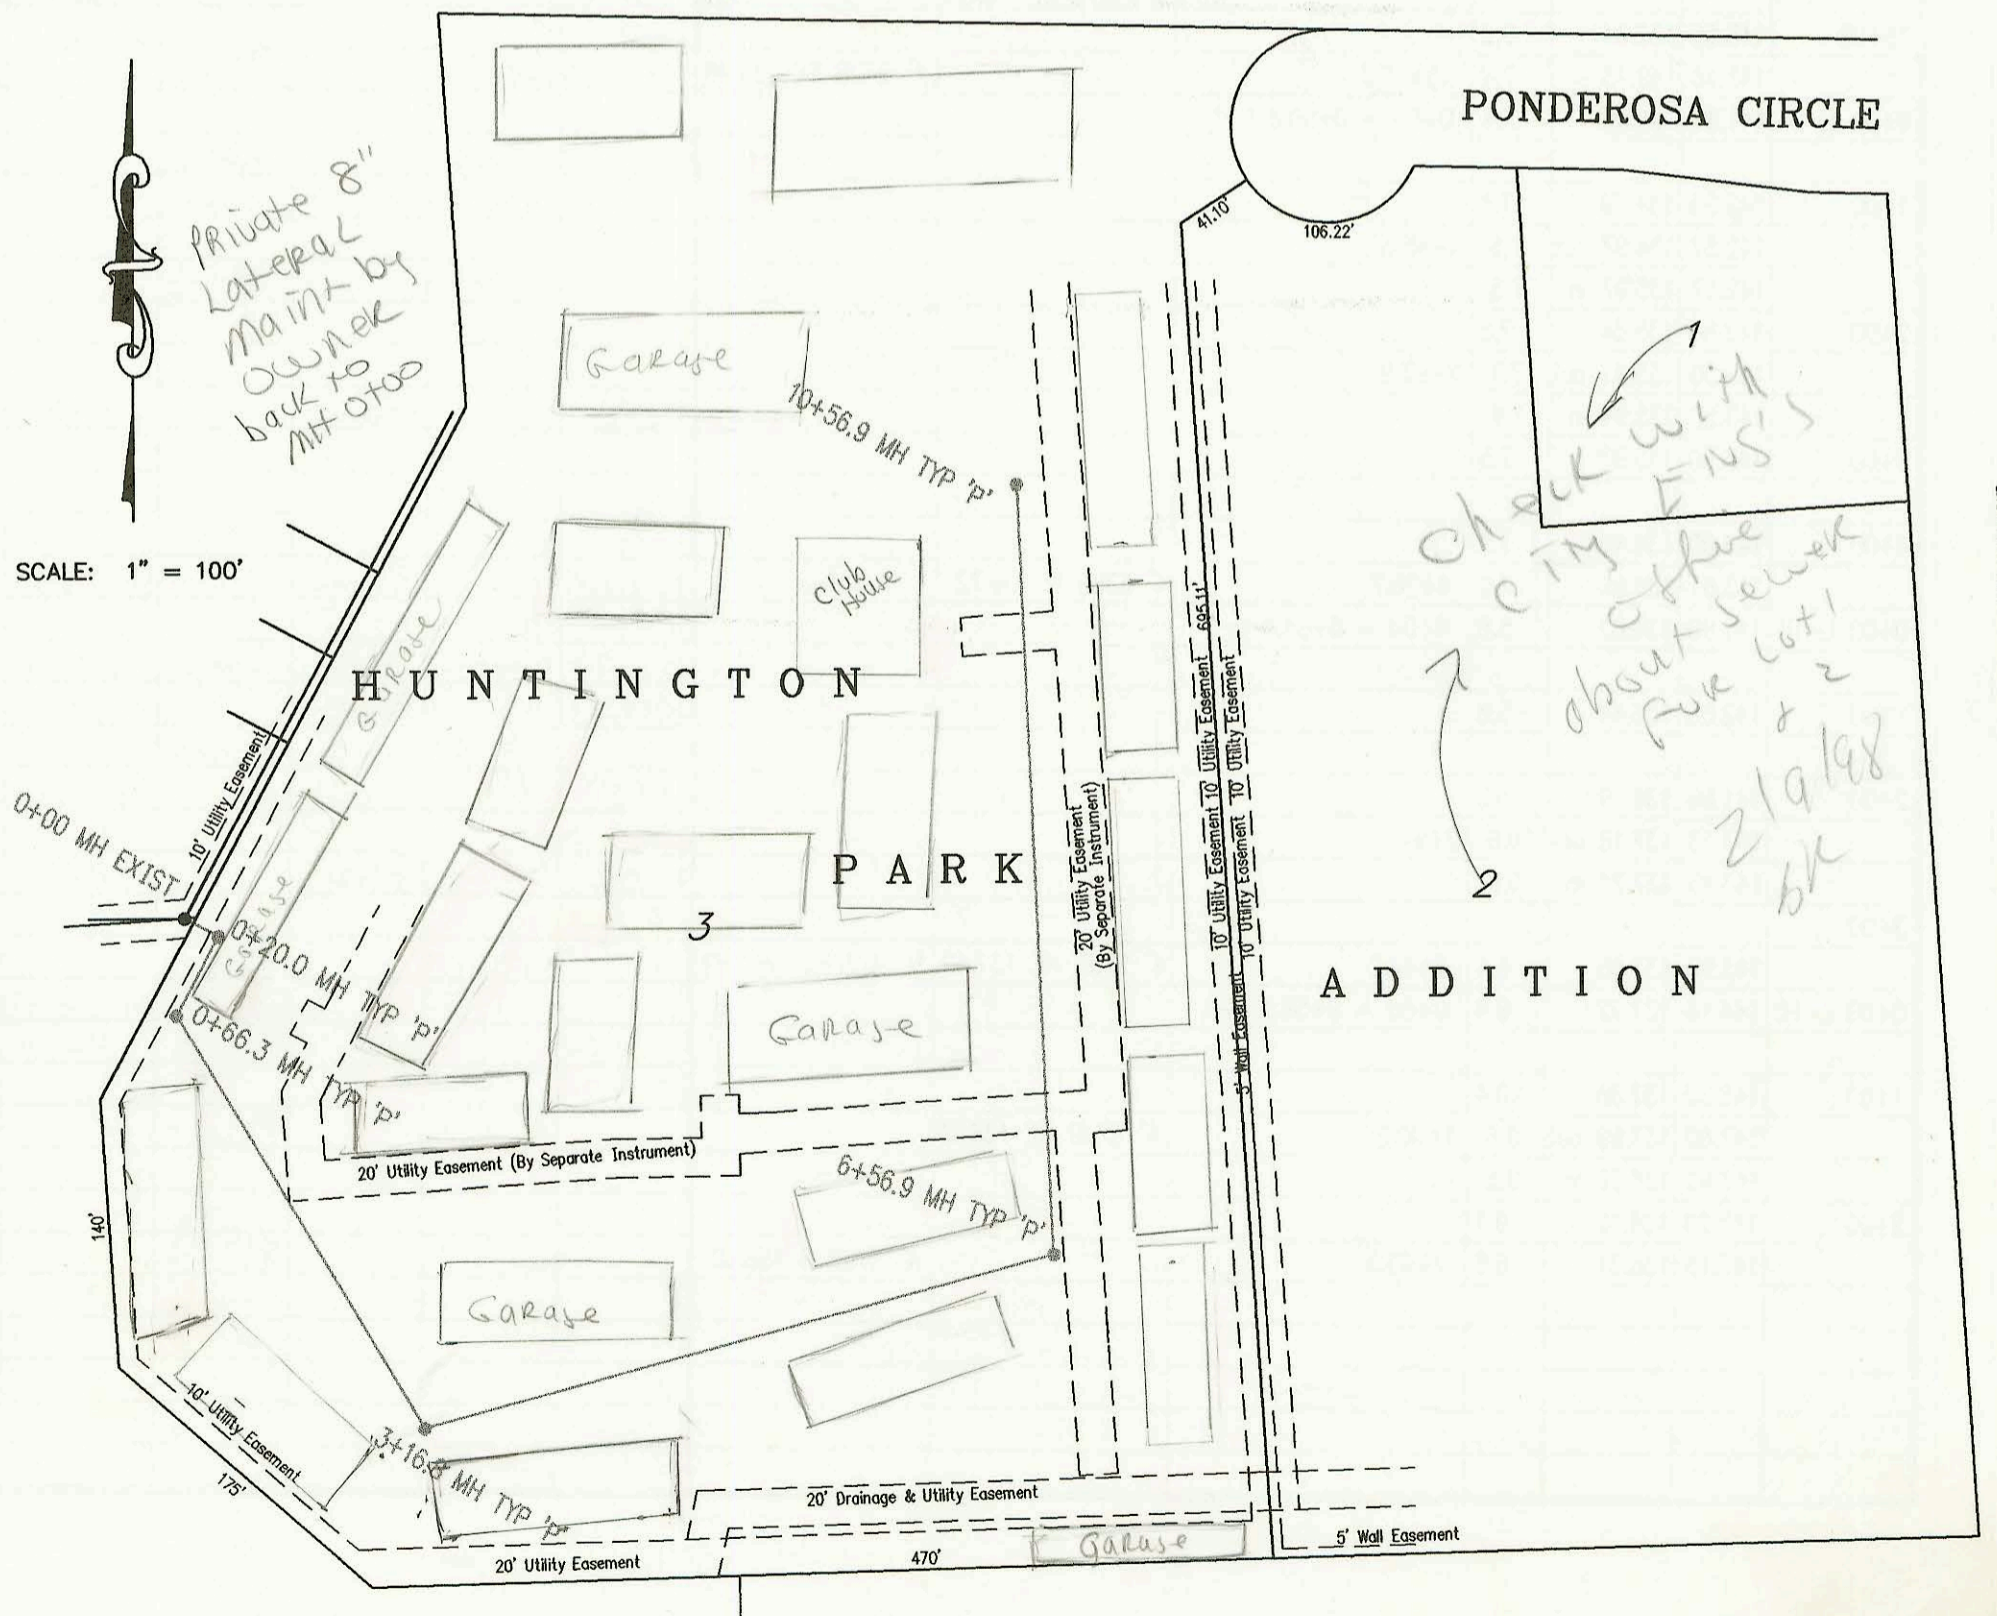 PONDEROSA CIRCLE
41.10'
106.22'
Private 8"
Lateral
Maint by
owner
back to
MH 0+00
Garage
10+56.9 MH TYP 'P'
1
check with
City ENG'S
office
about sewer
for Lot 1
& 2
2/9/98
bk
SCALE: 1" = 100'
Club
House
Garage
HUNTINGTON
695.11'
10' Utility Easement
10' Utility Easement
10' Utility Easement
0+00 MH EXIST
Garage
PARK
3
20' Utility Easement
(By Separate Instrument)
10' Utility Easement
10' Utility Easement
5' Wall Easement
2
ADDITION
0+20.0 MH TYP 'P'
0+66.3 MH TYP 'P'
Garage
20' Utility Easement (By Separate Instrument)
6+56.9 MH TYP 'P'
140'
Garage
10' Utility Easement
175'
3+16.8 MH TYP 'P'
20' Drainage & Utility Easement
20' Utility Easement
470'
Garage
5' Wall Easement